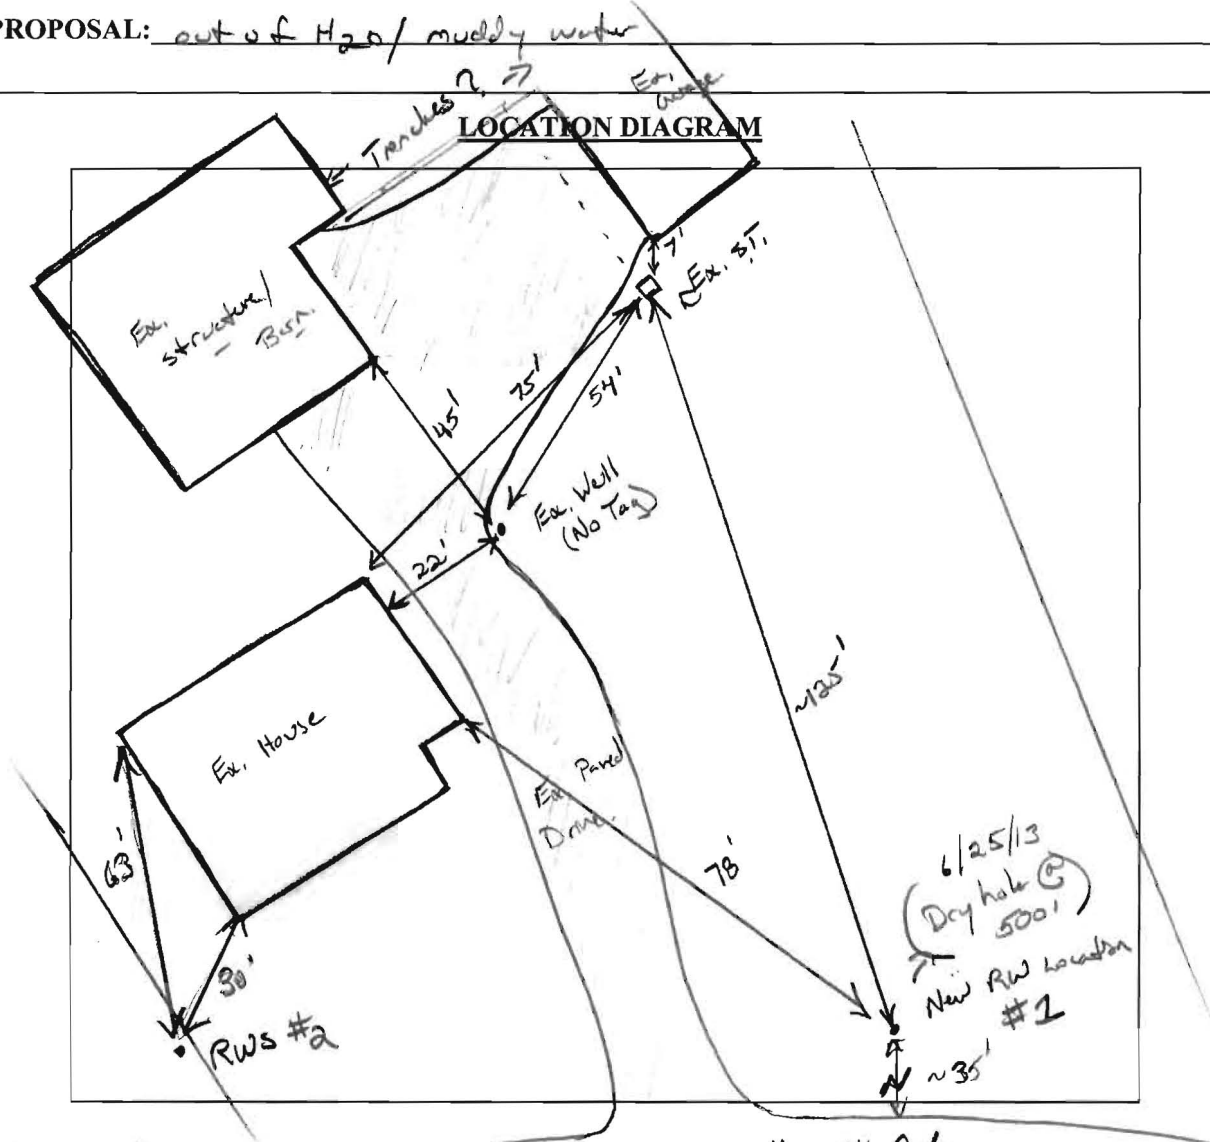 PROPOSAL: out of H2O/ muddy water
LOCATION DIAGRAM
Trenches?
Ex.
Garage
7'
Ex. S.T.
Ex.
structure/
Barn
45'
75'
54'
Ex. Well
(No Tag)
22'
~125'
Ex. House
Ex. Paved
Drive
78'
63'
30'
RWS #2
6/25/13
(Dry hole @
500')
New RW Location
#1
~35'